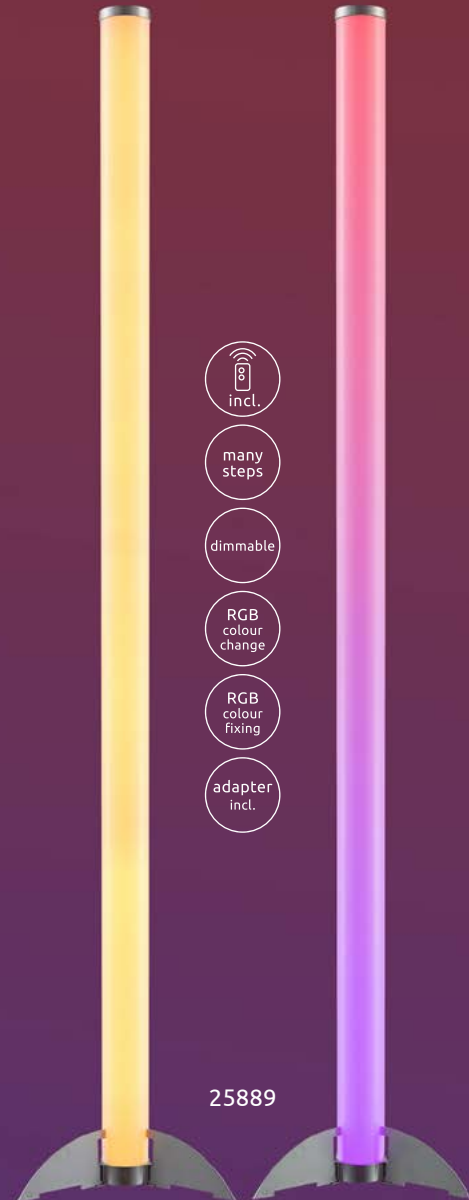 incl.
many
steps
dimmable
RGB
colour
change
RGB
colour
fixing
adapter
incl.
25889